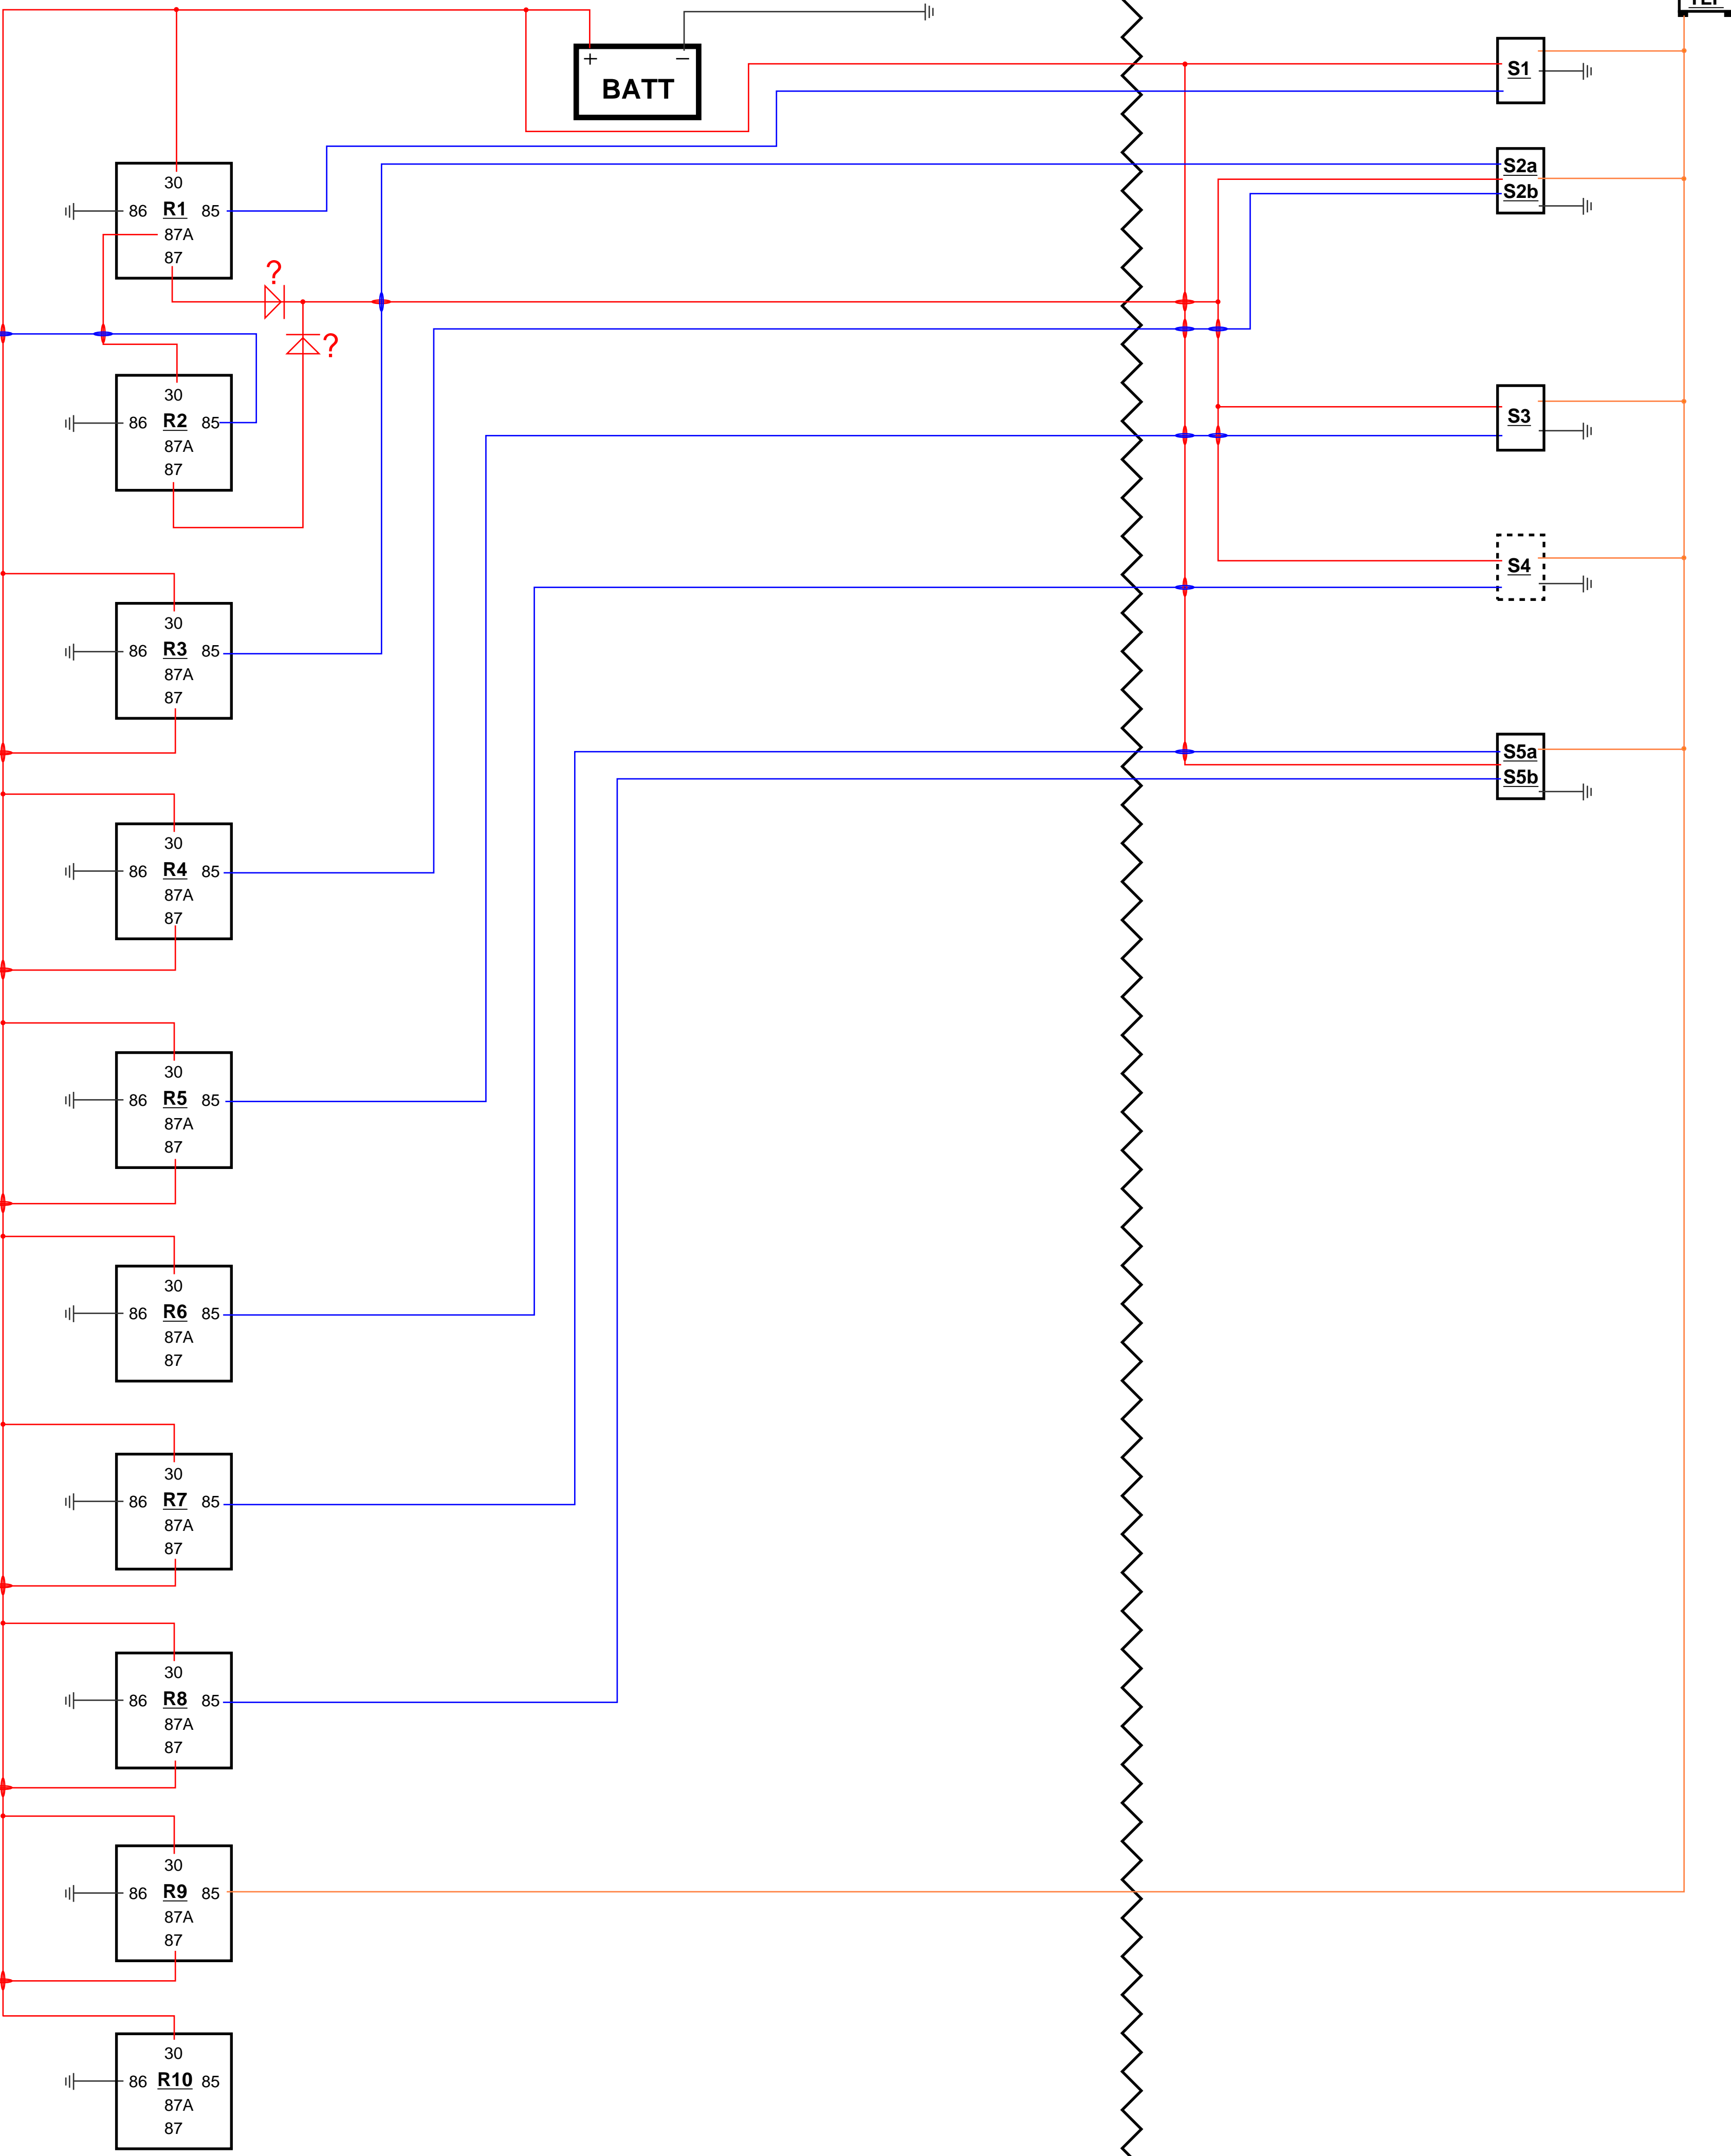 + −
BATT
S1
S2a
S2b
30
86 R1 85
87A
87
?
?
30
86 R2 85
87A
87
S3
S4
30
86 R3 85
87A
87
S5a
S5b
30
86 R4 85
87A
87
30
86 R5 85
87A
87
30
86 R6 85
87A
87
30
86 R7 85
87A
87
30
86 R8 85
87A
87
30
86 R9 85
87A
87
30
86 R10 85
87A
87